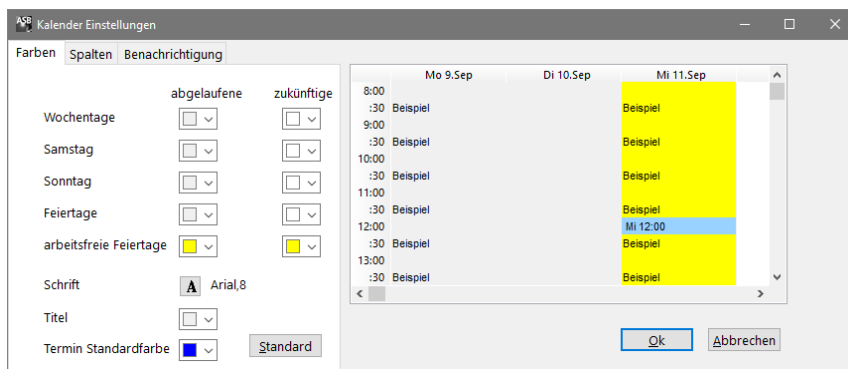 ASB Kalender Einstellungen
Farben Spalten Benachrichtigung
abgelaufene zukünftige
Wochentage
Samstag
Sonntag
Feiertage
arbeitsfreie Feiertage
Schrift A Arial,8
Titel
Termin Standardfarbe Standard
Mo 9.Sep Di 10.Sep Mi 11.Sep
8:00
:30 Beispiel Beispiel
9:00
:30 Beispiel Beispiel
10:00
:30 Beispiel Beispiel
11:00
:30 Beispiel Beispiel
12:00 Mi 12:00
:30 Beispiel Beispiel
13:00
:30 Beispiel Beispiel
Ok Abbrechen